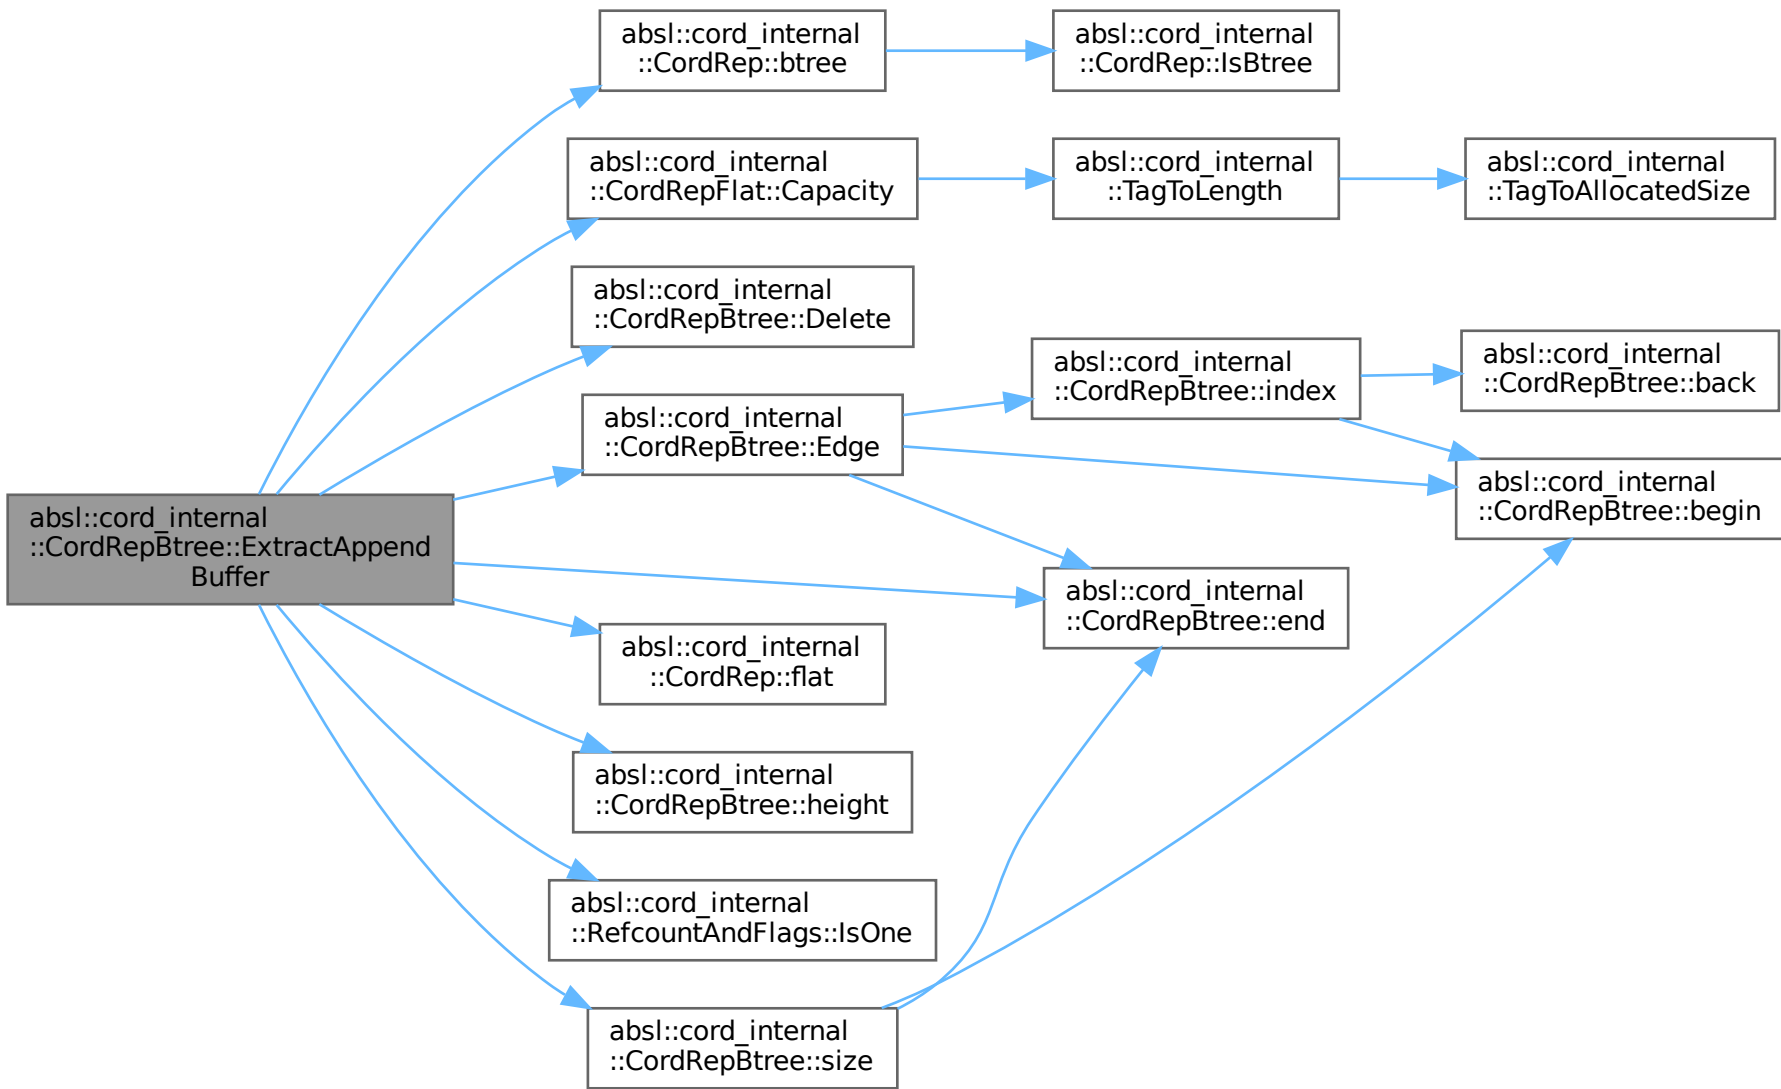 absl::cord_internal
::CordRepBtree::ExtractAppend
Buffer
absl::cord_internal
::CordRep::btree
absl::cord_internal
::CordRep::IsBtree
absl::cord_internal
::CordRepFlat::Capacity
absl::cord_internal
::TagToLength
absl::cord_internal
::TagToAllocatedSize
absl::cord_internal
::CordRepBtree::Delete
absl::cord_internal
::CordRepBtree::Edge
absl::cord_internal
::CordRepBtree::index
absl::cord_internal
::CordRepBtree::back
absl::cord_internal
::CordRepBtree::begin
absl::cord_internal
::CordRepBtree::end
absl::cord_internal
::CordRep::flat
absl::cord_internal
::CordRepBtree::height
absl::cord_internal
::RefcountAndFlags::IsOne
absl::cord_internal
::CordRepBtree::size